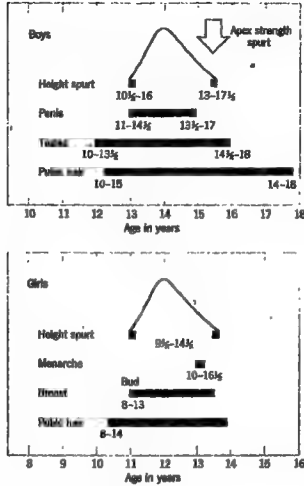 Boys
Apex strength
spurt
Height spurt
10½–16
13–17½
Penis
11–14½
13½–17
10–13½
14½–18
Pubic hair
10–15
14–18
10 11 12 13 14 15 16 17 18
Age in years
Girls
Height spurt
9½–14½
Menarche
10–16½
Bud
Breast
8–13
Pubic hair
8–14
8 9 10 11 12 13 14 15 16
Age in years